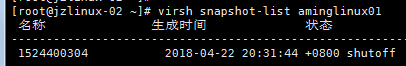 [root@jzlinux-02 ~]# virsh snapshot-list aminglinux01
名称 生成时间 状态
------------------------------------------------------------
1524400304 2018-04-22 20:31:44 +0800 shutoff